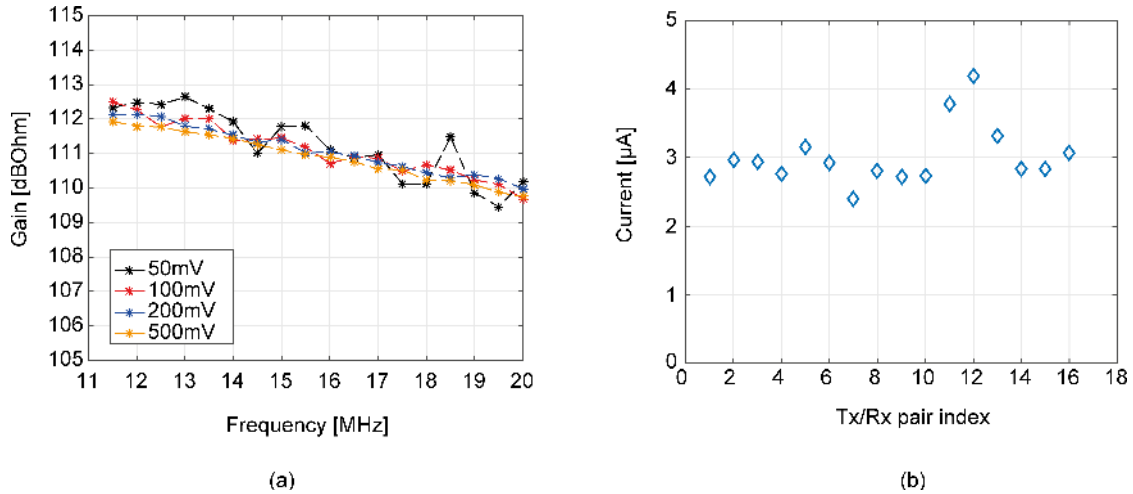 115
114
113
112
111
110
109
108
107
106
105
Gain [dBOhm]
50mV
100mV
200mV
500mV
11 12 13 14 15 16 17 18 19 20
Frequency [MHz]
(a)
5
4
3
2
1
0
Current [µA]
0 2 4 6 8 10 12 14 16 18
Tx/Rx pair index
(b)